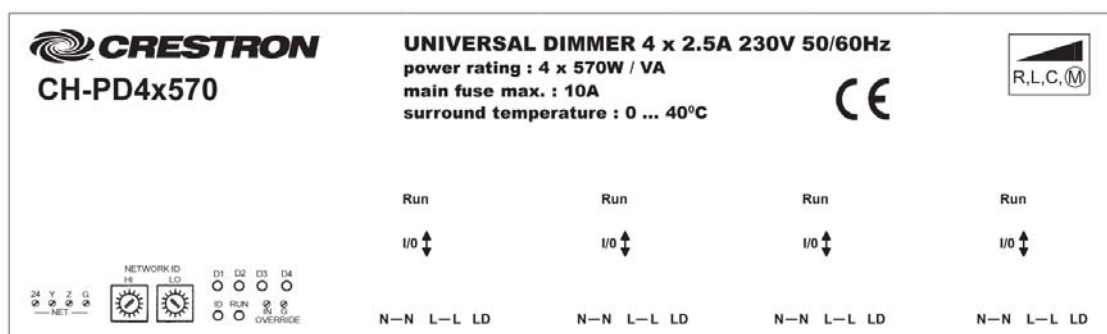 CRESTRON
CH-PD4x570
UNIVERSAL DIMMER 4 x 2.5A 230V 50/60Hz
power rating : 4 x 570W / VA
main fuse max. : 10A
surround temperature : 0 ... 40⁰C
CE
R,L,C,M
Run Run Run Run
I/0 I/0 I/0 I/0
NETWORK ID
HI LO
D1 D2 D3 D4
24 Y Z G
NET
ID RUN IN G
OVERRIDE
N—N L—L LD N—N L—L LD N—N L—L LD N—N L—L LD